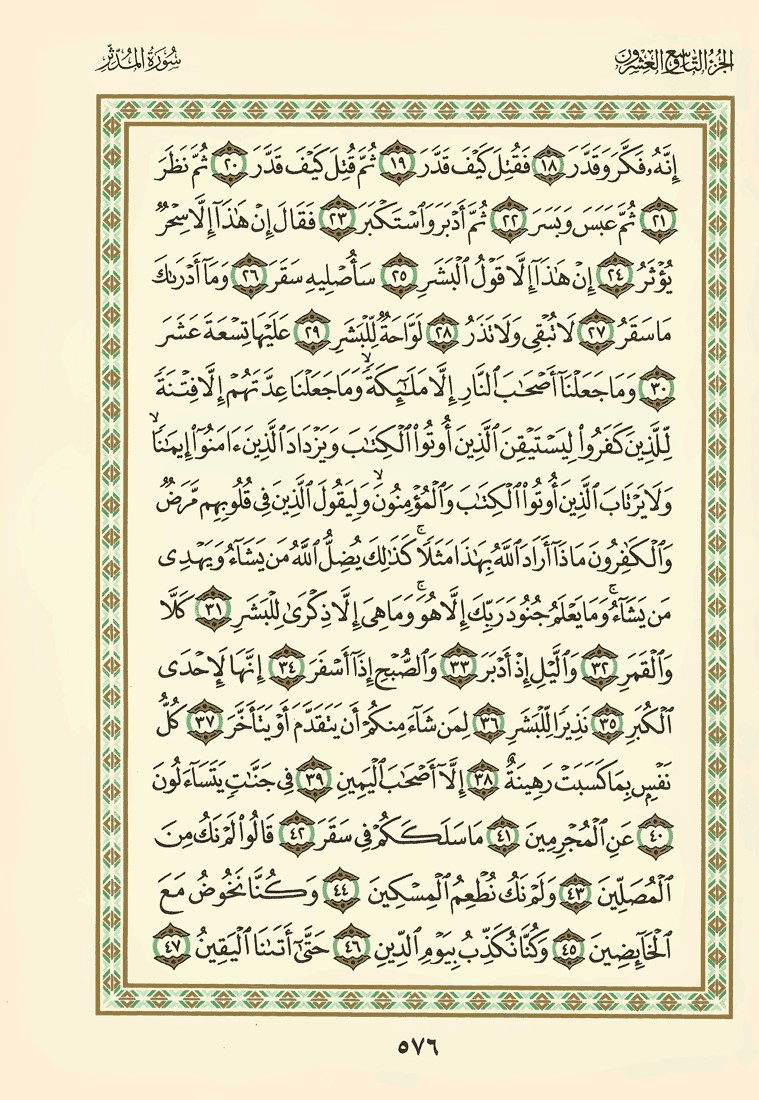 الجزء التاسع والعشرون
سورة المدثر
إِنَّهُۥ فَكَّرَ وَقَدَّرَ ١٨ فَقُتِلَ كَيْفَ قَدَّرَ ١٩ ثُمَّ قُتِلَ كَيْفَ قَدَّرَ ٢٠ ثُمَّ نَظَرَ
٢١ ثُمَّ عَبَسَ وَبَسَرَ ٢٢ ثُمَّ أَدْبَرَ وَٱسْتَكْبَرَ ٢٣ فَقَالَ إِنْ هَٰذَآ إِلَّا سِحْرٌ
يُؤْثَرُ ٢٤ إِنْ هَٰذَآ إِلَّا قَوْلُ ٱلْبَشَرِ ٢٥ سَأُصْلِيهِ سَقَرَ ٢٦ وَمَآ أَدْرَىٰكَ
مَا سَقَرُ ٢٧ لَا تُبْقِى وَلَا تَذَرُ ٢٨ لَوَّاحَةٌ لِّلْبَشَرِ ٢٩ عَلَيْهَا تِسْعَةَ عَشَرَ
٣٠ وَمَا جَعَلْنَآ أَصْحَٰبَ ٱلنَّارِ إِلَّا مَلَٰٓئِكَةً ۙ وَمَا جَعَلْنَا عِدَّتَهُمْ إِلَّا فِتْنَةً
لِّلَّذِينَ كَفَرُوا۟ لِيَسْتَيْقِنَ ٱلَّذِينَ أُوتُوا۟ ٱلْكِتَٰبَ وَيَزْدَادَ ٱلَّذِينَ ءَامَنُوٓا۟ إِيمَٰنًا ۙ
وَلَا يَرْتَابَ ٱلَّذِينَ أُوتُوا۟ ٱلْكِتَٰبَ وَٱلْمُؤْمِنُونَ ۙ وَلِيَقُولَ ٱلَّذِينَ فِى قُلُوبِهِم مَّرَضٌ
وَٱلْكَٰفِرُونَ مَاذَآ أَرَادَ ٱللَّهُ بِهَٰذَا مَثَلًا ۚ كَذَٰلِكَ يُضِلُّ ٱللَّهُ مَن يَشَآءُ وَيَهْدِى
مَن يَشَآءُ ۚ وَمَا يَعْلَمُ جُنُودَ رَبِّكَ إِلَّا هُوَ ۚ وَمَا هِىَ إِلَّا ذِكْرَىٰ لِلْبَشَرِ ٣١ كَلَّا
وَٱلْقَمَرِ ٣٢ وَٱلَّيْلِ إِذْ أَدْبَرَ ٣٣ وَٱلصُّبْحِ إِذَآ أَسْفَرَ ٣٤ إِنَّهَا لَإِحْدَى
ٱلْكُبَرِ ٣٥ نَذِيرًا لِّلْبَشَرِ ٣٦ لِمَن شَآءَ مِنكُمْ أَن يَتَقَدَّمَ أَوْ يَتَأَخَّرَ ٣٧ كُلُّ
نَفْسٍۭ بِمَا كَسَبَتْ رَهِينَةٌ ٣٨ إِلَّآ أَصْحَٰبَ ٱلْيَمِينِ ٣٩ فِى جَنَّٰتٍ يَتَسَآءَلُونَ
٤٠ عَنِ ٱلْمُجْرِمِينَ ٤١ مَا سَلَكَكُمْ فِى سَقَرَ ٤٢ قَالُوا۟ لَمْ نَكُ مِنَ
ٱلْمُصَلِّينَ ٤٣ وَلَمْ نَكُ نُطْعِمُ ٱلْمِسْكِينَ ٤٤ وَكُنَّا نَخُوضُ مَعَ
ٱلْخَآئِضِينَ ٤٥ وَكُنَّا نُكَذِّبُ بِيَوْمِ ٱلدِّينِ ٤٦ حَتَّىٰٓ أَتَىٰنَا ٱلْيَقِينُ ٤٧
٥٧٦